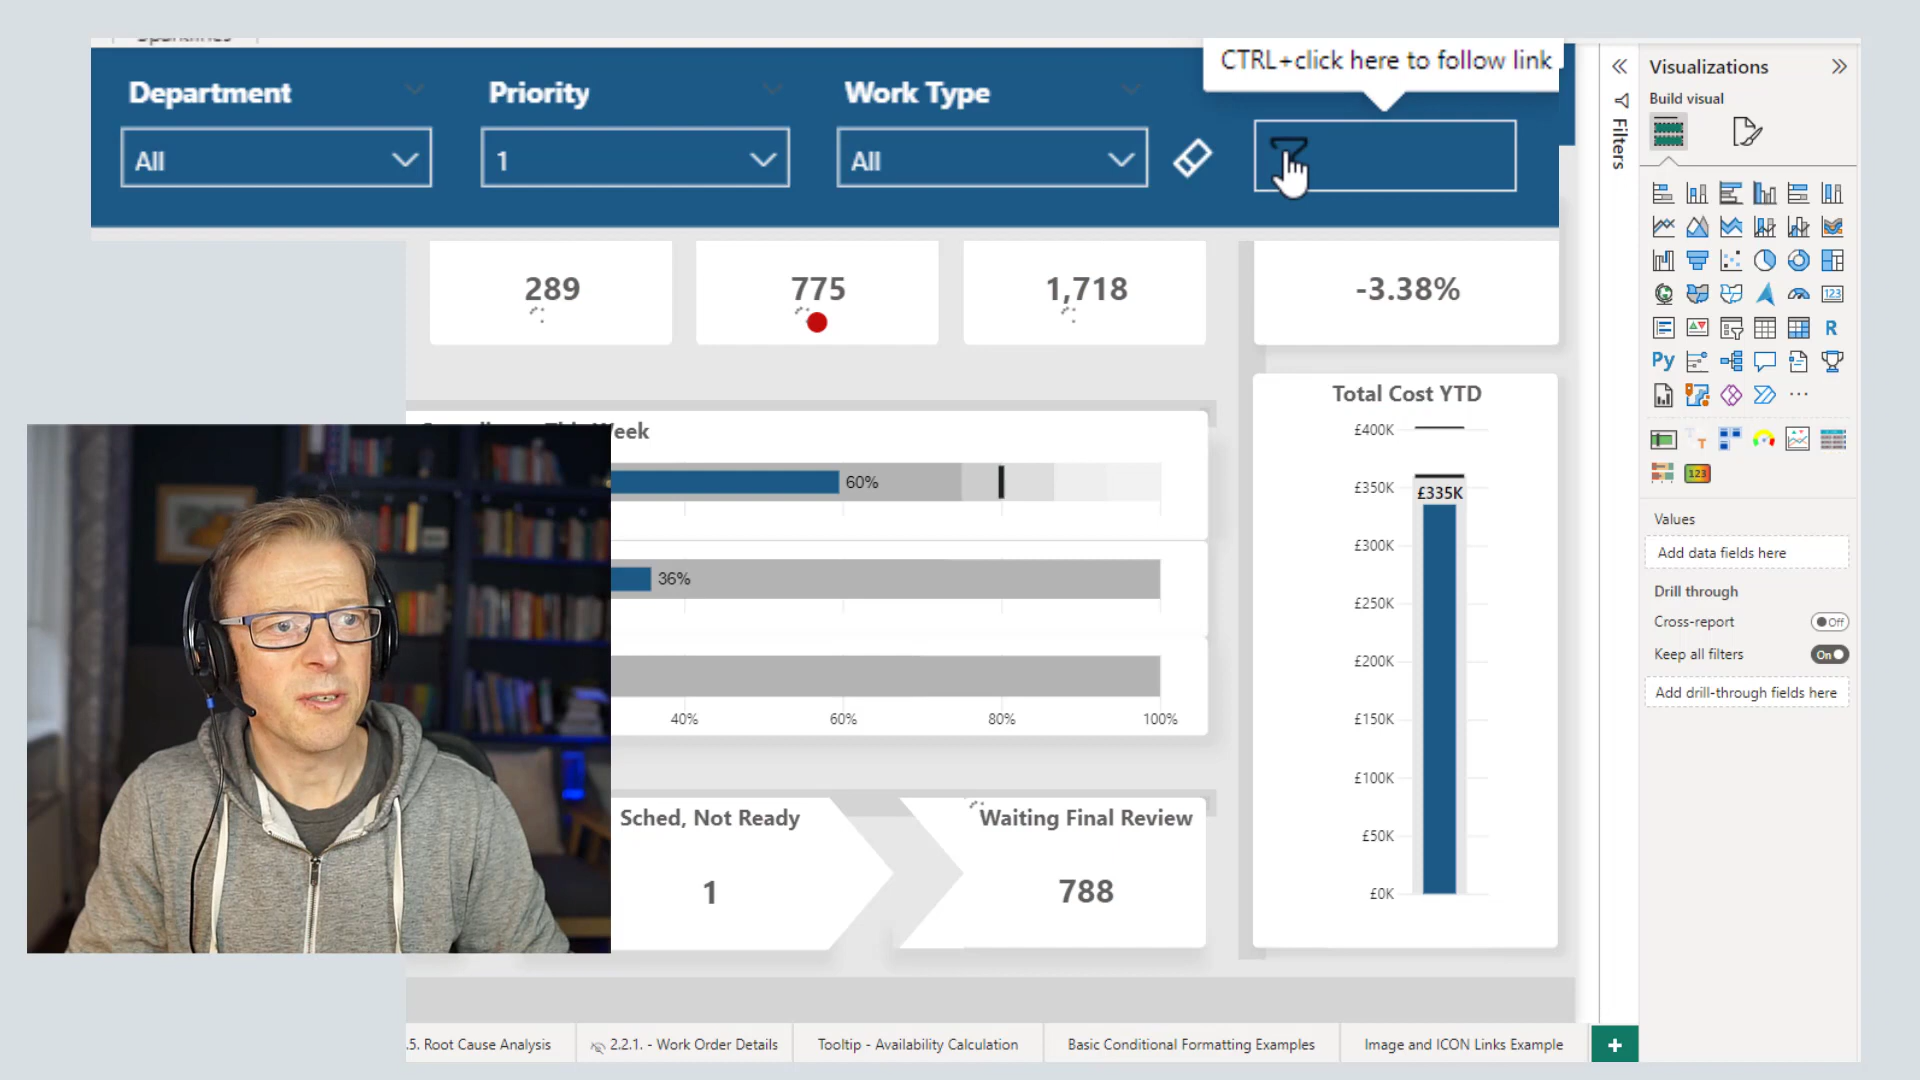 CTRL+click here to follow link
Department
Priority
Work Type
All
1
All
289
775
1,718
-3.38%
Week
60%
36%
40%
60%
80%
100%
Sched, Not Ready
1
Waiting Final Review
788
Total Cost YTD
£400K
£350K
£335K
£300K
£250K
£200K
£150K
£100K
£50K
£0K
.5. Root Cause Analysis
2.2.1. - Work Order Details
Tooltip - Availability Calculation
Basic Conditional Formatting Examples
Image and ICON Links Example
+
Filters
Visualizations
Build visual
123
R
Py
T
123
Values
Add data fields here
Drill through
Cross-report
Off
Keep all filters
On
Add drill-through fields here